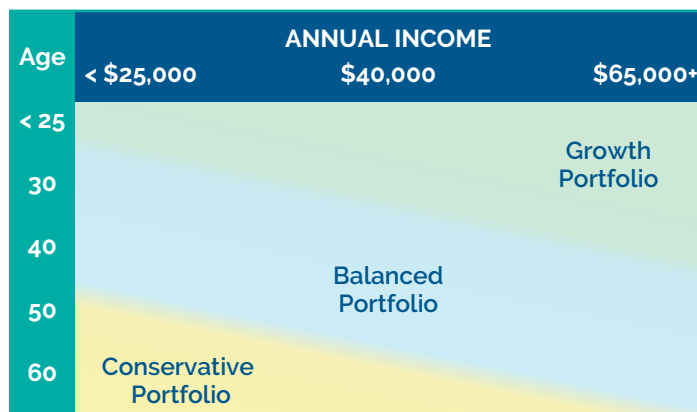 ANNUAL INCOME
Age
< $25,000 $40,000 $65,000+
< 25
Growth
Portfolio
30
40
Balanced
Portfolio
50
60
Conservative
Portfolio